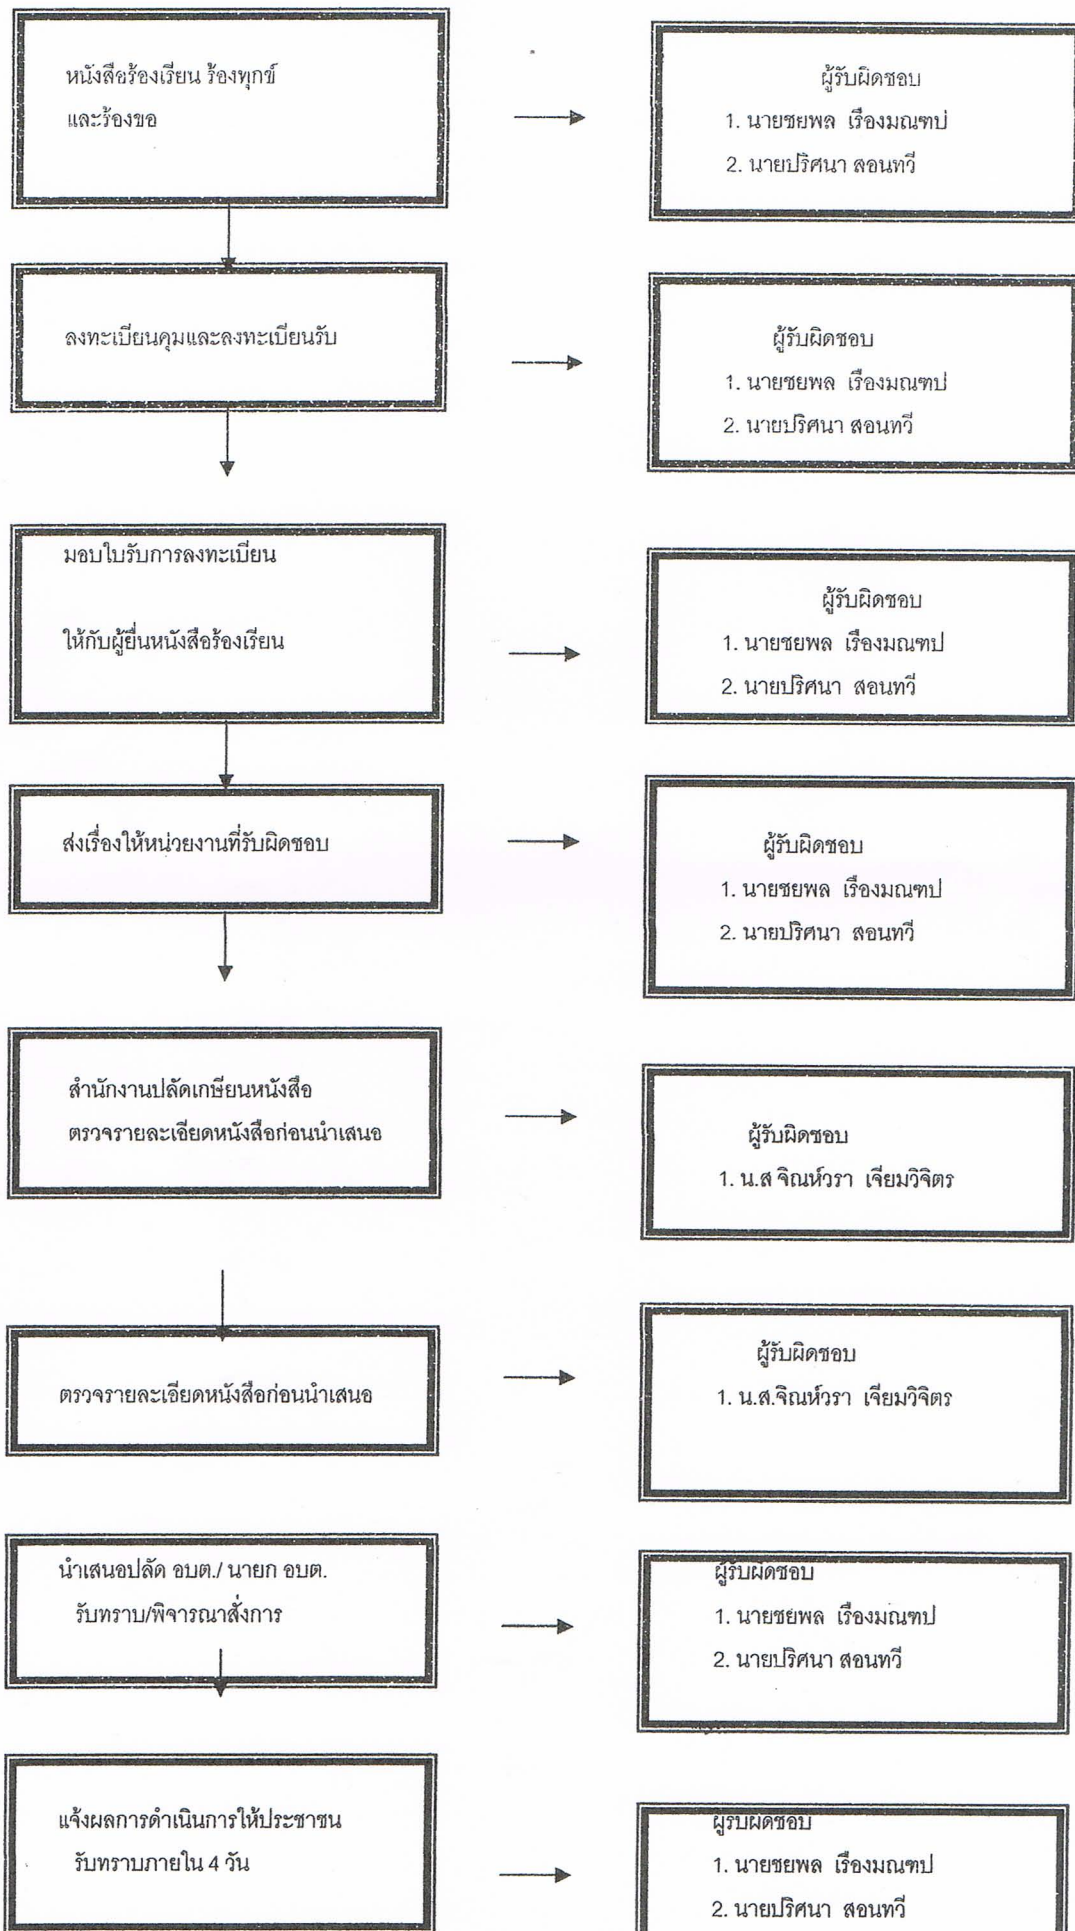 หนังสือร้องเรียน ร้องทุกข์
และร้องขอ
ผู้รับผิดชอบ
1. นายชยพล เรืองมณฑป
2. นายปริศนา สอนทวี
ลงทะเบียนคุมและลงทะเบียนรับ
ผู้รับผิดชอบ
1. นายชยพล เรืองมณฑป
2. นายปริศนา สอนทวี
มอบใบรับการลงทะเบียน
ให้กับผู้ยื่นหนังสือร้องเรียน
ผู้รับผิดชอบ
1. นายชยพล เรืองมณฑป
2. นายปริศนา สอนทวี
ส่งเรื่องให้หน่วยงานที่รับผิดชอบ
ผู้รับผิดชอบ
1. นายชยพล เรืองมณฑป
2. นายปริศนา สอนทวี
สำนักงานปลัดเกษียนหนังสือ
ตรวจรายละเอียดหนังสือก่อนนำเสนอ
ผู้รับผิดชอบ
1. น.ส จิณห์วรา เจียมวิจิตร
ตรวจรายละเอียดหนังสือก่อนนำเสนอ
ผู้รับผิดชอบ
1. น.ส.จิณห์วรา เจียมวิจิตร
นำเสนอปลัด อบต./ นายก อบต.
รับทราบ/พิจารณาสั่งการ
ผู้รับผิดชอบ
1. นายชยพล เรืองมณฑป
2. นายปริศนา สอนทวี
แจ้งผลการดำเนินการให้ประชาชน
รับทราบภายใน 4 วัน
ผู้รับผิดชอบ
1. นายชยพล เรืองมณฑป
2. นายปริศนา สอนทวี